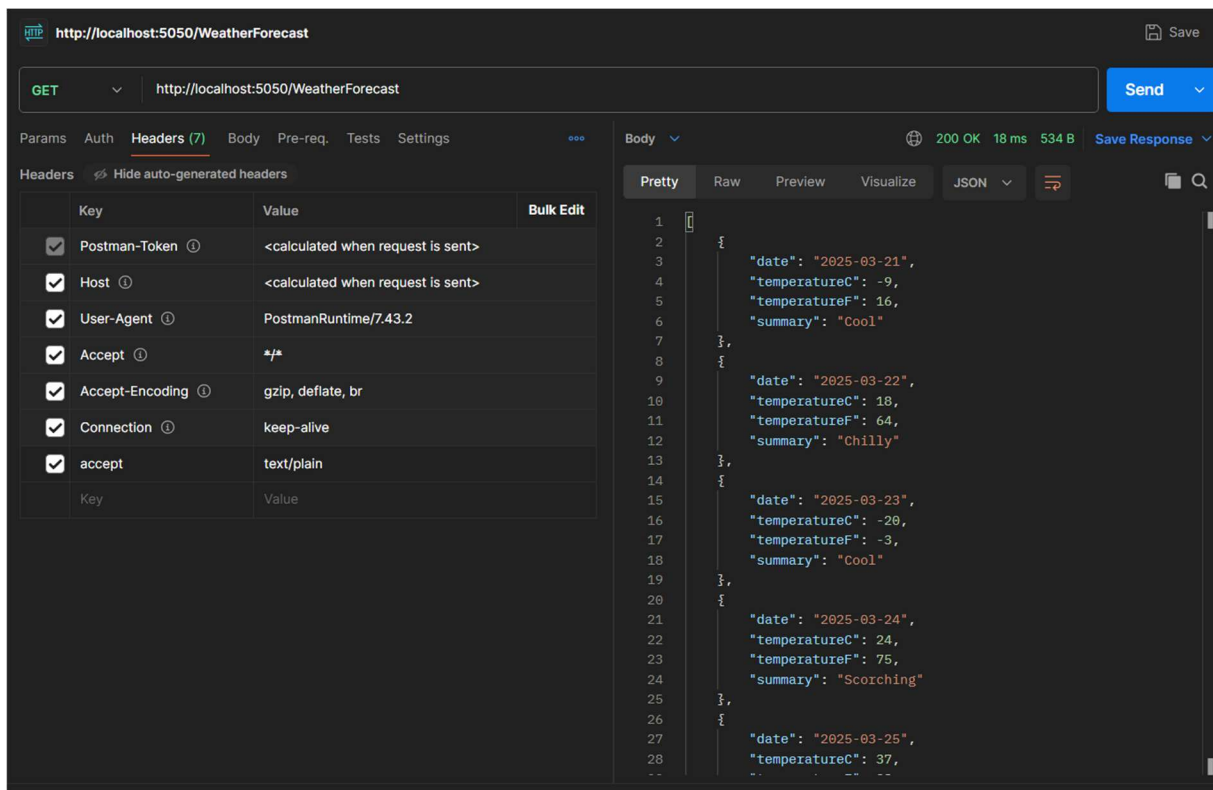 HTTP http://localhost:5050/WeatherForecast Save
GET http://localhost:5050/WeatherForecast Send
Params Auth Headers (7) Body Pre-req. Tests Settings
Headers Hide auto-generated headers
Key Value Bulk Edit
Postman-Token <calculated when request is sent>
Host <calculated when request is sent>
User-Agent PostmanRuntime/7.43.2
Accept */*
Accept-Encoding gzip, deflate, br
Connection keep-alive
accept text/plain
Key Value
Body 200 OK 18 ms 534 B Save Response
Pretty Raw Preview Visualize JSON
1 [
2 {
3 "date": "2025-03-21",
4 "temperatureC": -9,
5 "temperatureF": 16,
6 "summary": "Cool"
7 },
8 {
9 "date": "2025-03-22",
10 "temperatureC": 18,
11 "temperatureF": 64,
12 "summary": "Chilly"
13 },
14 {
15 "date": "2025-03-23",
16 "temperatureC": -20,
17 "temperatureF": -3,
18 "summary": "Cool"
19 },
20 {
21 "date": "2025-03-24",
22 "temperatureC": 24,
23 "temperatureF": 75,
24 "summary": "Scorching"
25 },
26 {
27 "date": "2025-03-25",
28 "temperatureC": 37,